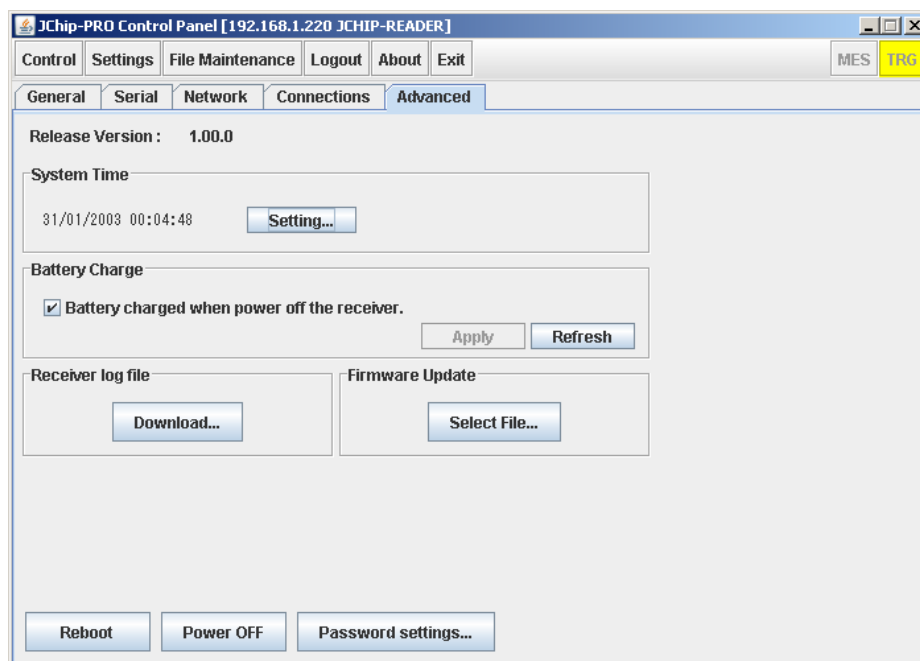 JChip-PRO Control Panel [192.168.1.220 JCHIP-READER]
Control Settings File Maintenance Logout About Exit MES TRG
General Serial Network Connections Advanced
Release Version : 1.00.0
System Time
31/01/2003 00:04:48 Setting...
Battery Charge
Battery charged when power off the receiver.
Apply Refresh
Receiver log file Firmware Update
Download... Select File...
Reboot Power OFF Password settings...